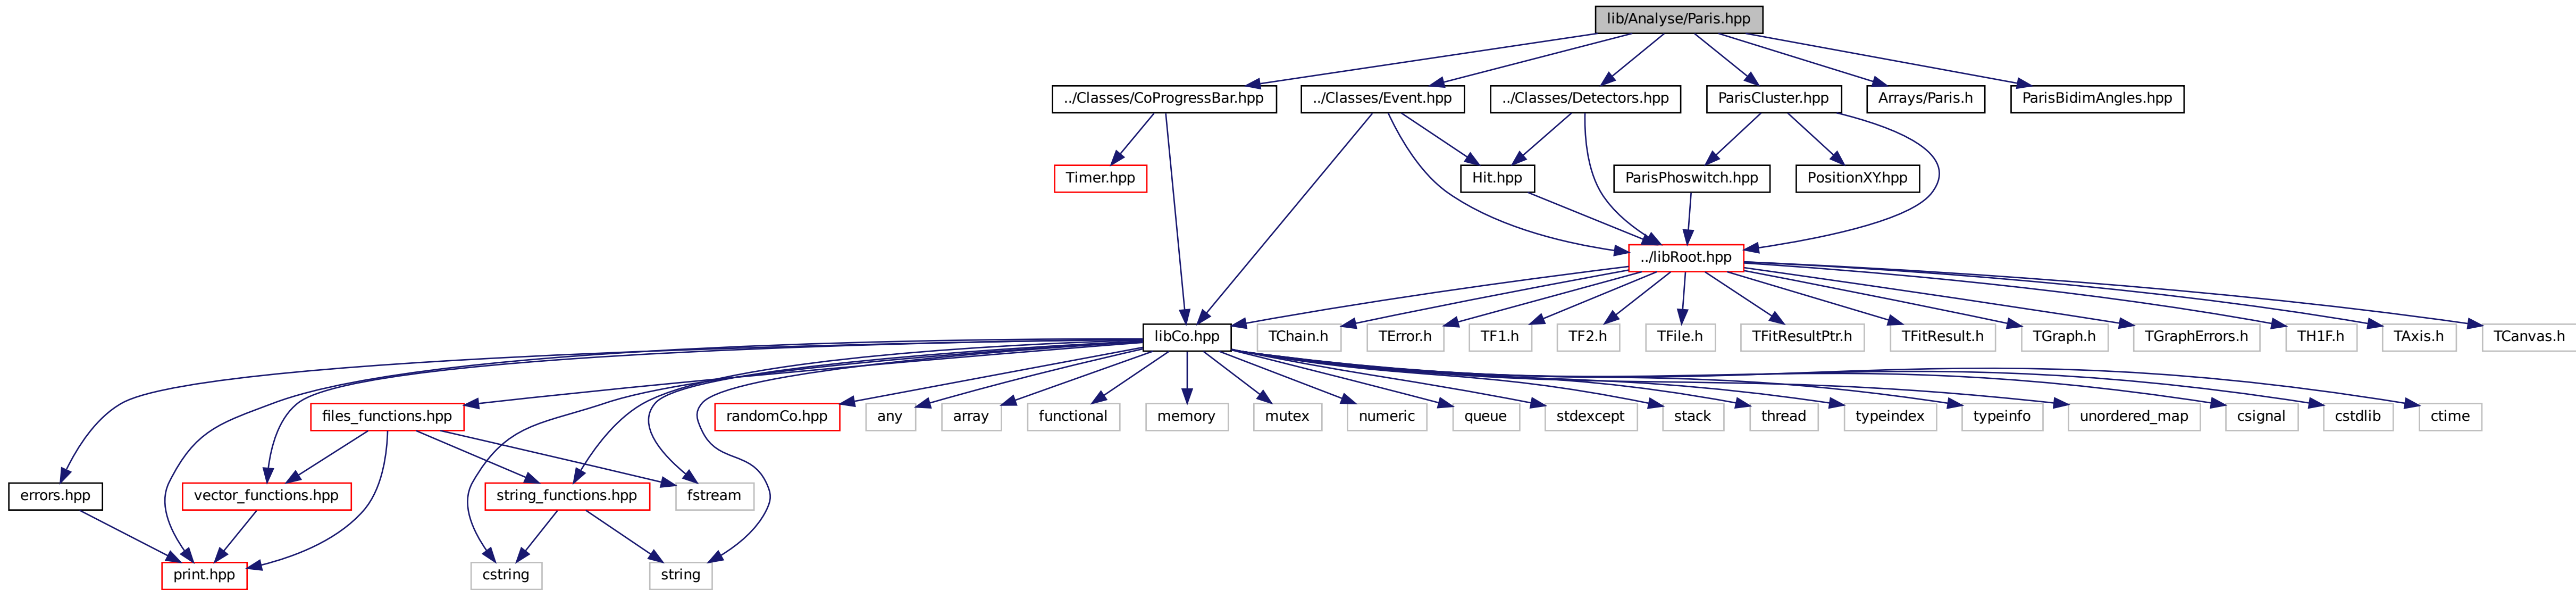 lib/Analyse/Paris.hpp
../Classes/CoProgressBar.hpp
../Classes/Event.hpp
../Classes/Detectors.hpp
ParisCluster.hpp
Arrays/Paris.h
ParisBidimAngles.hpp
Timer.hpp
Hit.hpp
ParisPhoswitch.hpp
PositionXY.hpp
../libRoot.hpp
libCo.hpp
TChain.h
TError.h
TF1.h
TF2.h
TFile.h
TFitResultPtr.h
TFitResult.h
TGraph.h
TGraphErrors.h
TH1F.h
TAxis.h
TCanvas.h
files_functions.hpp
randomCo.hpp
any
array
functional
memory
mutex
numeric
queue
stdexcept
stack
thread
typeindex
typeinfo
unordered_map
csignal
cstdlib
ctime
errors.hpp
vector_functions.hpp
string_functions.hpp
fstream
print.hpp
cstring
string